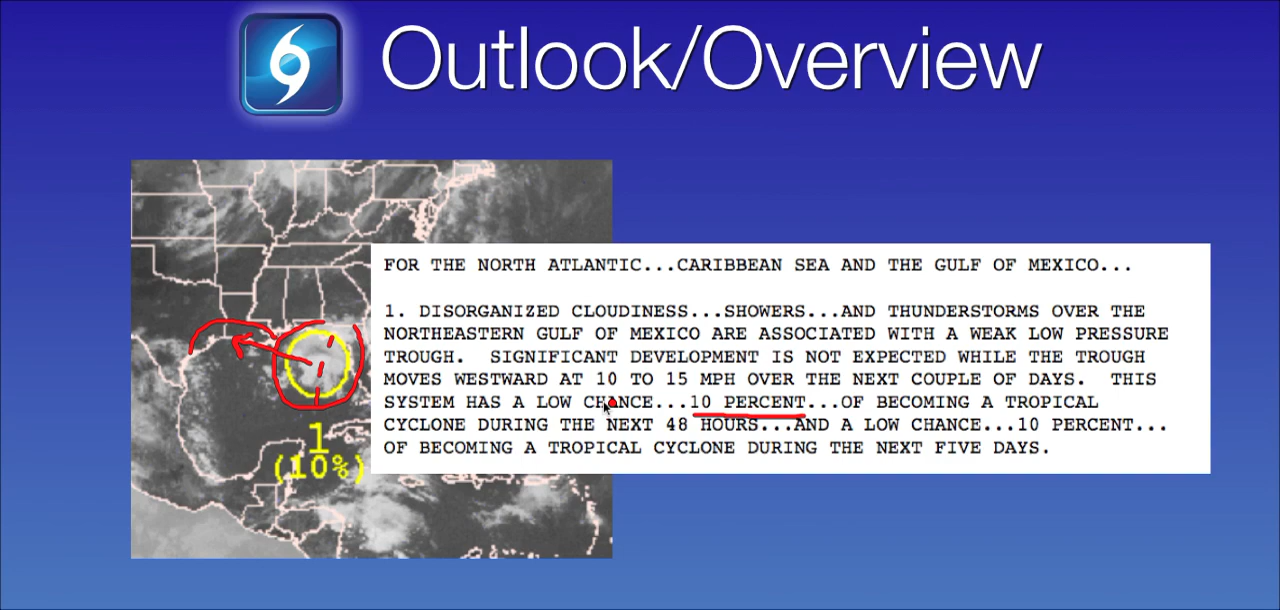 Outlook/Overview
FOR THE NORTH ATLANTIC...CARIBBEAN SEA AND THE GULF OF MEXICO...
1. DISORGANIZED CLOUDINESS...SHOWERS...AND THUNDERSTORMS OVER THE
NORTHEASTERN GULF OF MEXICO ARE ASSOCIATED WITH A WEAK LOW PRESSURE
TROUGH.  SIGNIFICANT DEVELOPMENT IS NOT EXPECTED WHILE THE TROUGH
MOVES WESTWARD AT 10 TO 15 MPH OVER THE NEXT COUPLE OF DAYS.  THIS
SYSTEM HAS A LOW CHANCE...10 PERCENT...OF BECOMING A TROPICAL
CYCLONE DURING THE NEXT 48 HOURS...AND A LOW CHANCE...10 PERCENT...
OF BECOMING A TROPICAL CYCLONE DURING THE NEXT FIVE DAYS.
1
(10%)